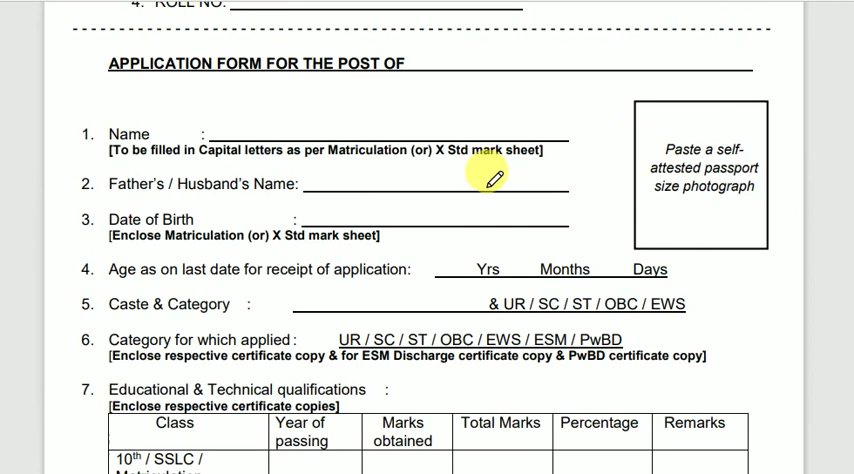 4. ROLL NO.
APPLICATION FORM FOR THE POST OF
1. Name :
[To be filled in Capital letters as per Matriculation (or) X Std mark sheet]
Paste a self-
attested passport
size photograph
2. Father's / Husband's Name:
3. Date of Birth :
[Enclose Matriculation (or) X Std mark sheet]
4. Age as on last date for receipt of application: Yrs Months Days
5. Caste & Category : & UR / SC / ST / OBC / EWS
6. Category for which applied : UR / SC / ST / OBC / EWS / ESM / PwBD
[Enclose respective certificate copy & for ESM Discharge certificate copy & PwBD certificate copy]
7. Educational & Technical qualifications :
[Enclose respective certificate copies]
Class Year of passing Marks obtained Total Marks Percentage Remarks
10th / SSLC /
Matriculation